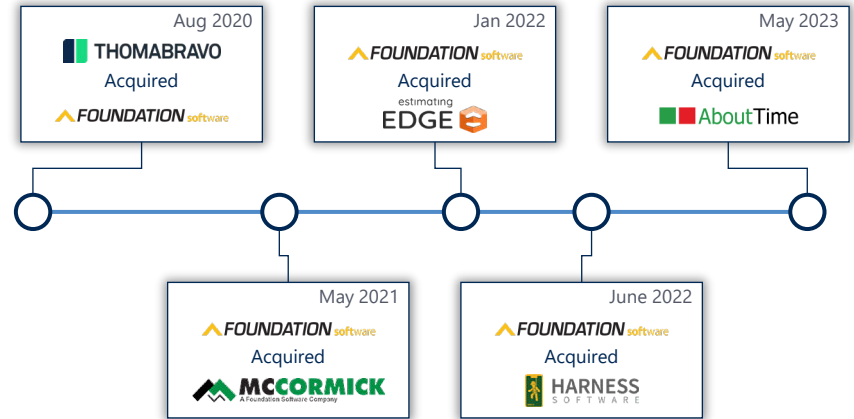 Aug 2020
THOMABRAVO
Acquired
FOUNDATION software
Jan 2022
FOUNDATION software
Acquired
estimating
EDGE
May 2023
FOUNDATION software
Acquired
AboutTime
May 2021
FOUNDATION software
Acquired
MCCORMICK
A Foundation Software Company
June 2022
FOUNDATION software
Acquired
HARNESS
SOFTWARE